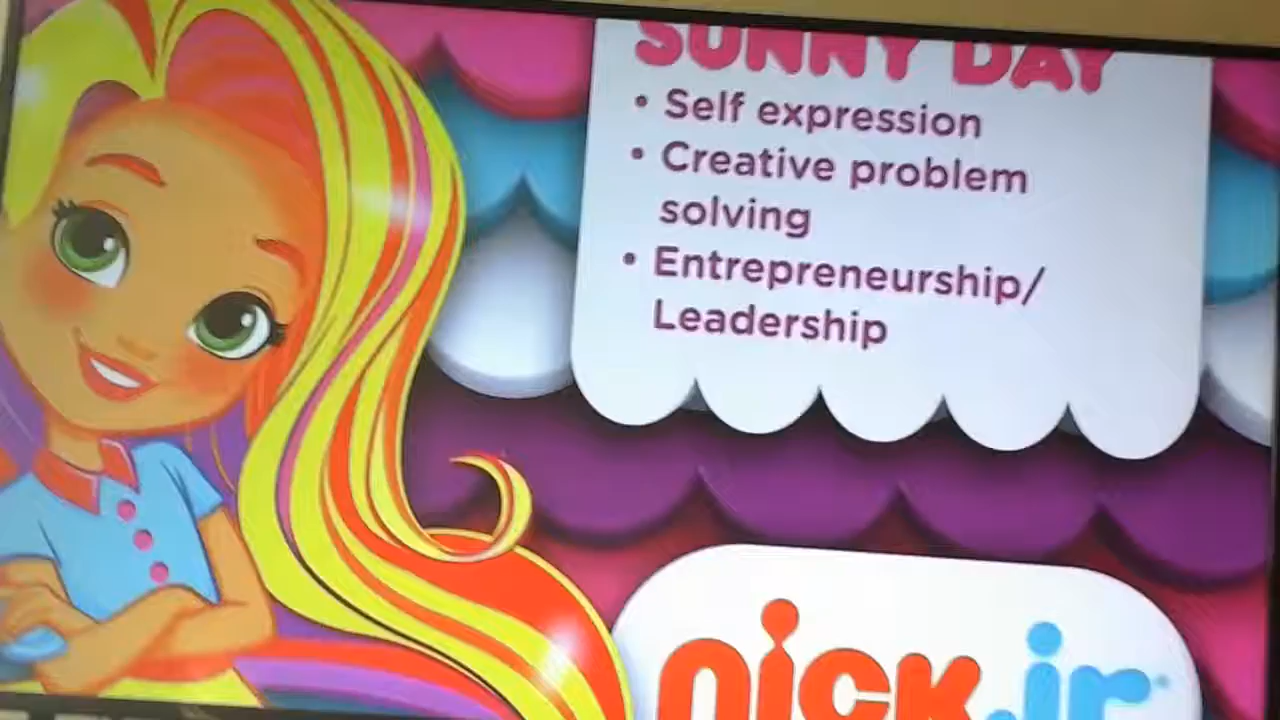 SUNNY DAY
• Self expression
• Creative problem
solving
• Entrepreneurship/
Leadership
nick jr